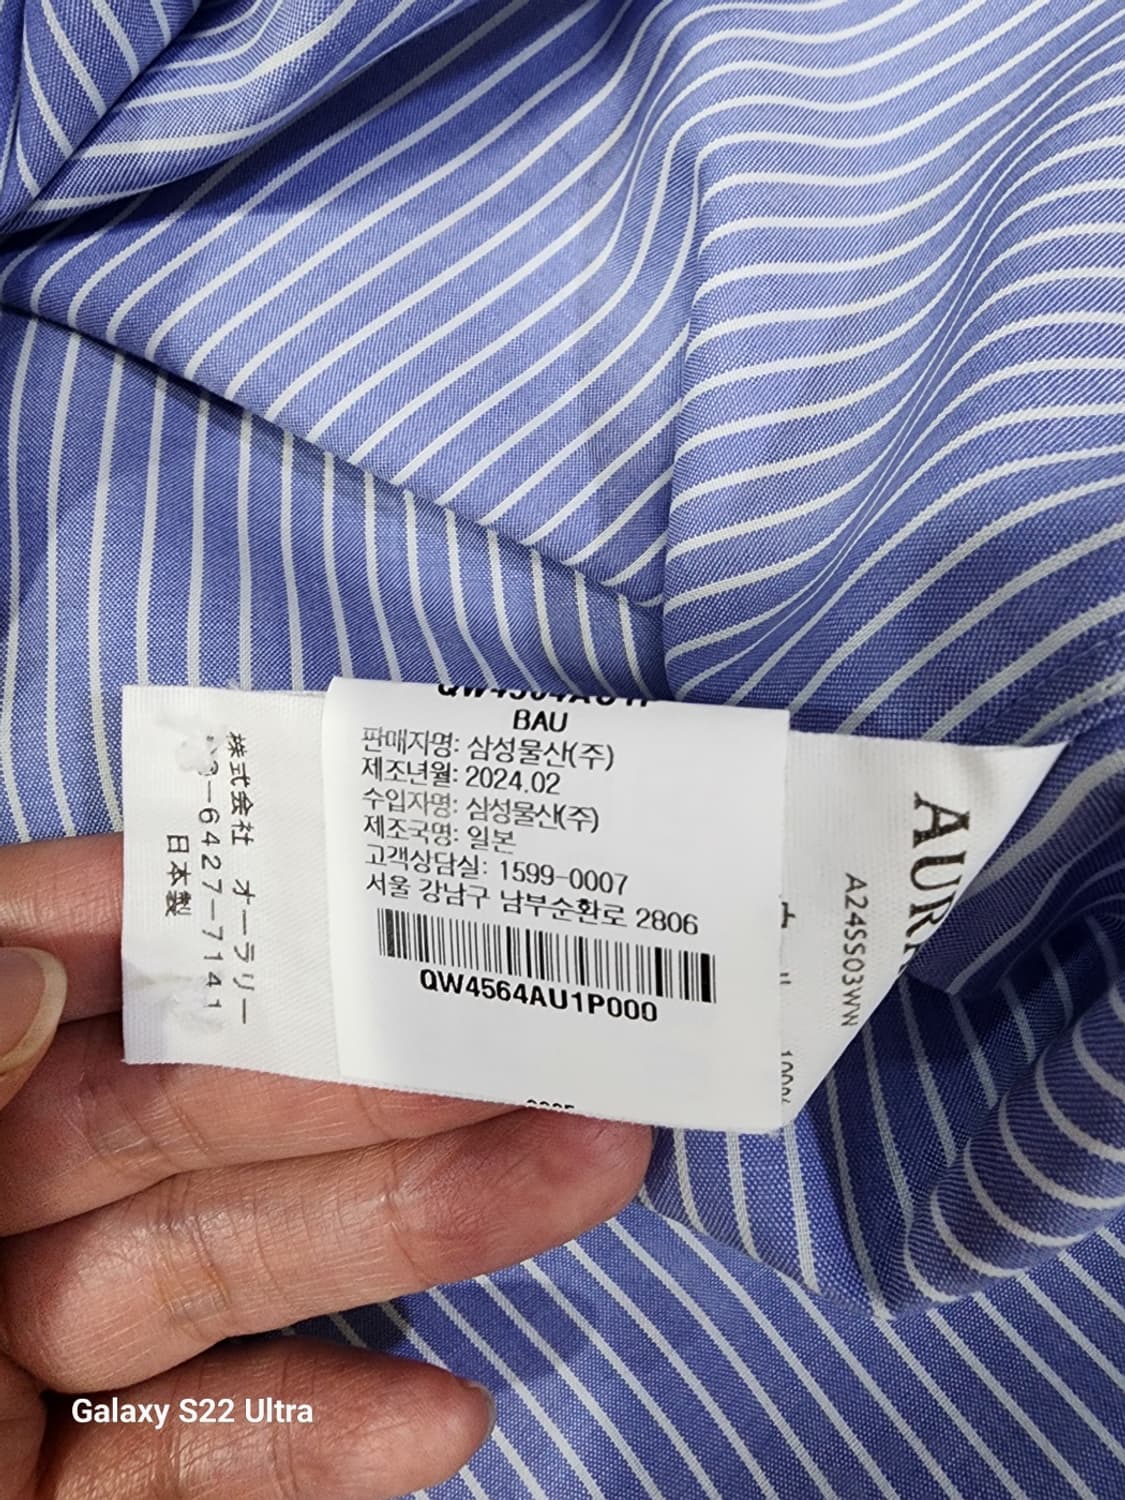 BAU
판매자명: 삼성물산(주)
제조년월: 2024.02
수입자명: 삼성물산(주)
제조국명: 일본
고객상담실: 1599-0007
서울 강남구 남부순환로 2806
QW4564AU1P000
株式会社 オーラリー
3-6427-7141
日本製
A24SS03WW
100%
Galaxy S22 Ultra